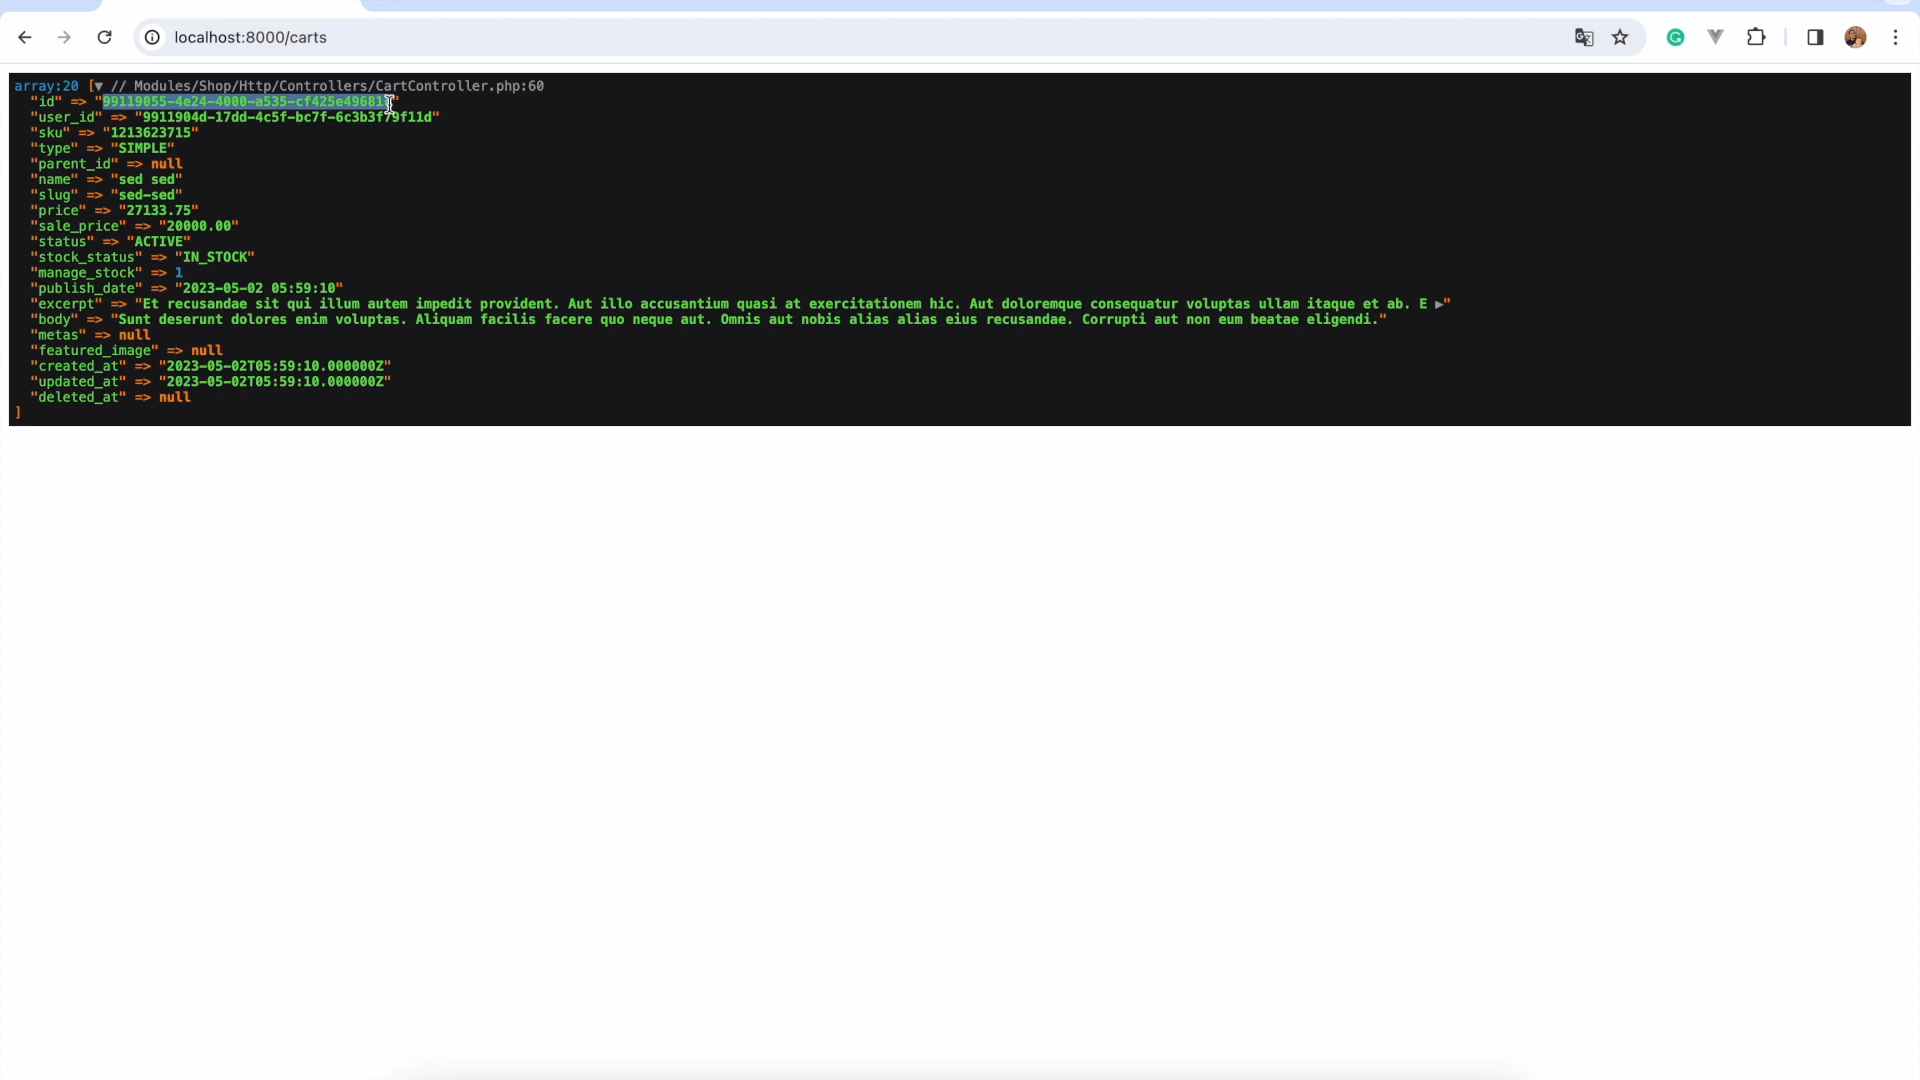 localhost:8000/carts
array:20 [▼ // Modules/Shop/Http/Controllers/CartController.php:60
"id" => "
"user_id" => "9911904d-17dd-4c5f-bc7f-6c3b3f79f11d"
"sku" => "1213623715"
"type" => "SIMPLE"
"parent_id" => null
"name" => "sed sed"
"slug" => "sed-sed"
"price" => "27133.75"
"sale_price" => "20000.00"
"status" => "ACTIVE"
"stock_status" => "IN_STOCK"
"manage_stock" => 1
"publish_date" => "2023-05-02 05:59:10"
"excerpt" => "Et recusandae sit qui illum autem impedit provident. Aut illo accusantium quasi at exercitationem hic. Aut doloremque consequatur voluptas ullam itaque et ab. E ▶"
"body" => "Sunt deserunt dolores enim voluptas. Aliquam facilis facere quo neque aut. Omnis aut nobis alias alias eius recusandae. Corrupti aut non eum beatae eligendi."
"metas" => null
"featured_image" => null
"created_at" => "2023-05-02T05:59:10.000000Z"
"updated_at" => "2023-05-02T05:59:10.000000Z"
"deleted_at" => null
]